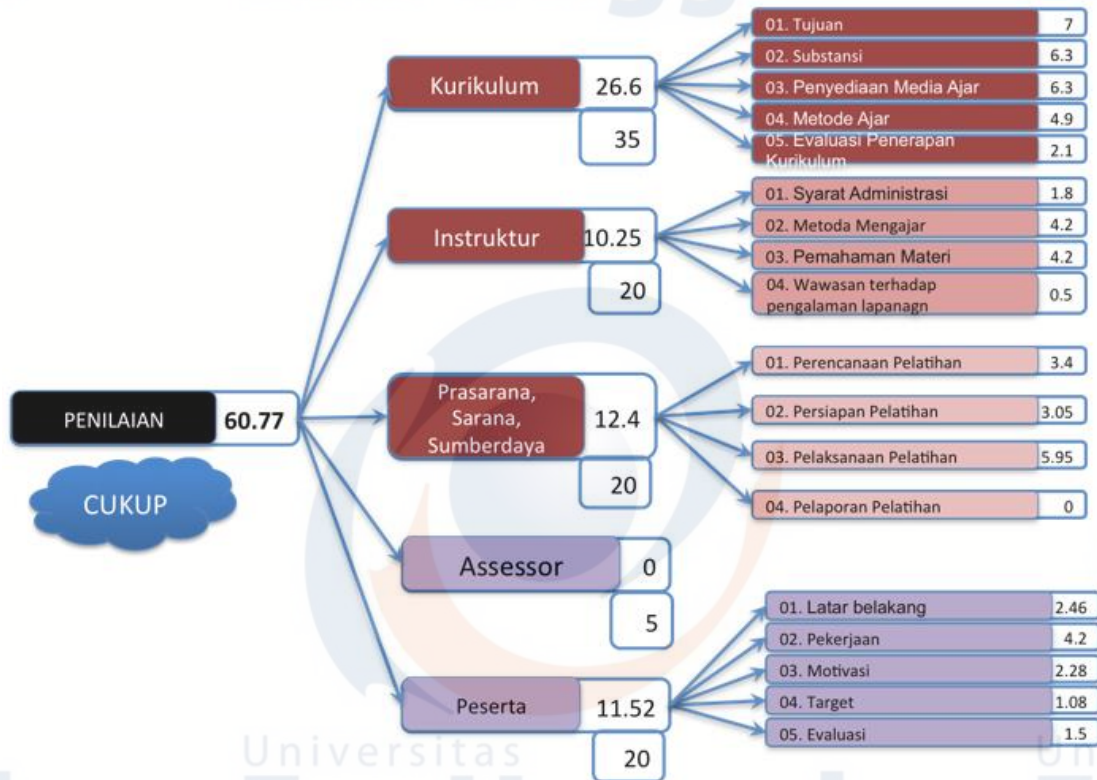 PENILAIAN 60.77
CUKUP
Kurikulum 26.6
35
01. Tujuan 7
02. Substansi 6.3
03. Penyediaan Media Ajar 6.3
04. Metode Ajar 4.9
05. Evaluasi Penerapan
Kurikulum 2.1
Instruktur 10.25
20
01. Syarat Administrasi 1.8
02. Metoda Mengajar 4.2
03. Pemahaman Materi 4.2
04. Wawasan terhadap
pengalaman lapanagn 0.5
Prasarana,
Sarana,
Sumberdaya 12.4
20
01. Perencanaan Pelatihan 3.4
02. Persiapan Pelatihan 3.05
03. Pelaksanaan Pelatihan 5.95
04. Pelaporan Pelatihan 0
Assessor 0
5
Peserta 11.52
20
01. Latar belakang 2.46
02. Pekerjaan 4.2
03. Motivasi 2.28
04. Target 1.08
05. Evaluasi 1.5
Universitas